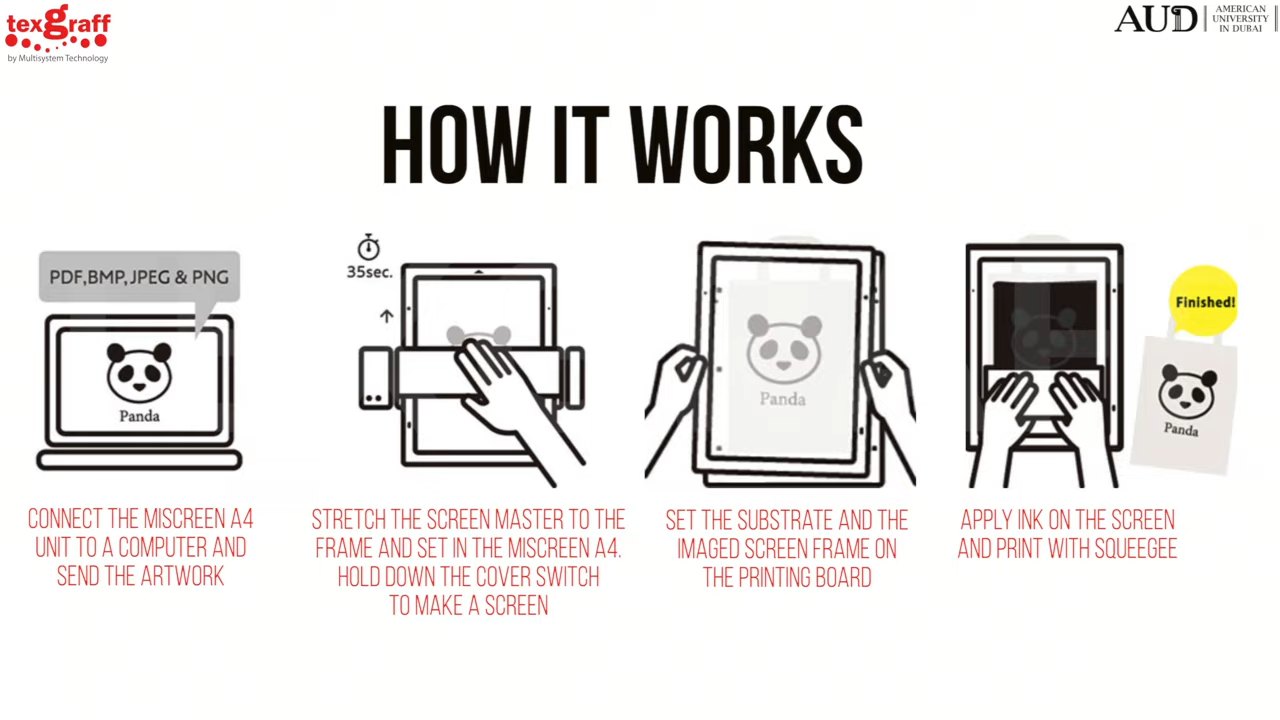 texgraff
by Multisystem Technology
AUD
AMERICAN
UNIVERSITY
IN DUBAI
HOW IT WORKS
PDF,BMP,JPEG & PNG
Panda
CONNECT THE MISCREEN A4
UNIT TO A COMPUTER AND
SEND THE ARTWORK
35sec.
STRETCH THE SCREEN MASTER TO THE
FRAME AND SET IN THE MISCREEN A4.
HOLD DOWN THE COVER SWITCH
TO MAKE A SCREEN
Panda
SET THE SUBSTRATE AND THE
IMAGED SCREEN FRAME ON
THE PRINTING BOARD
Finished!
Panda
APPLY INK ON THE SCREEN
AND PRINT WITH SQUEEGEE